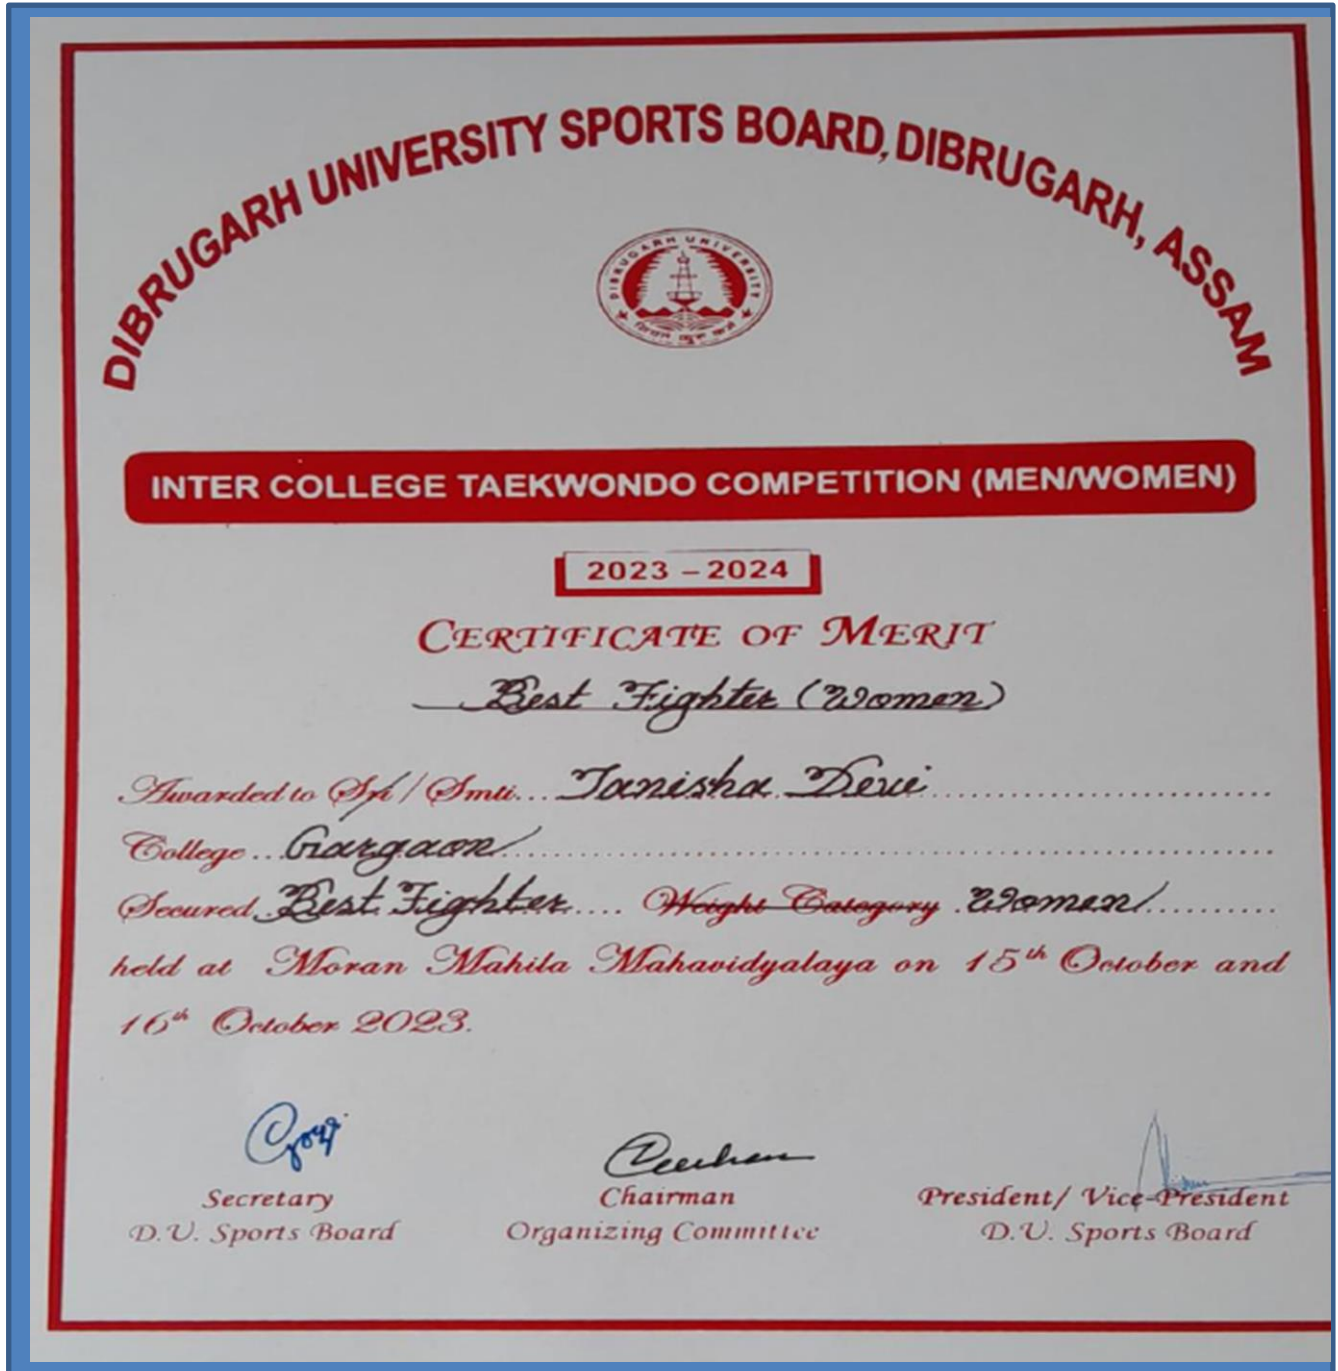 DIBRUGARH UNIVERSITY SPORTS BOARD, DIBRUGARH, ASSAM
DIBRUGARH UNIVERSITY
INTER COLLEGE TAEKWONDO COMPETITION (MEN/WOMEN)
2023 – 2024
CERTIFICATE OF MERIT
Best Fighter (Women)
Awarded to Sri / Smti... Tanisha Devi
College... Gargaon
Secured Best Fighter.... Weight Category Women
held at Moran Mahila Mahavidyalaya on 15th October and
16th October 2023.
Secretary
D.U. Sports Board
Chairman
Organizing Committee
President/ Vice-President
D.U. Sports Board